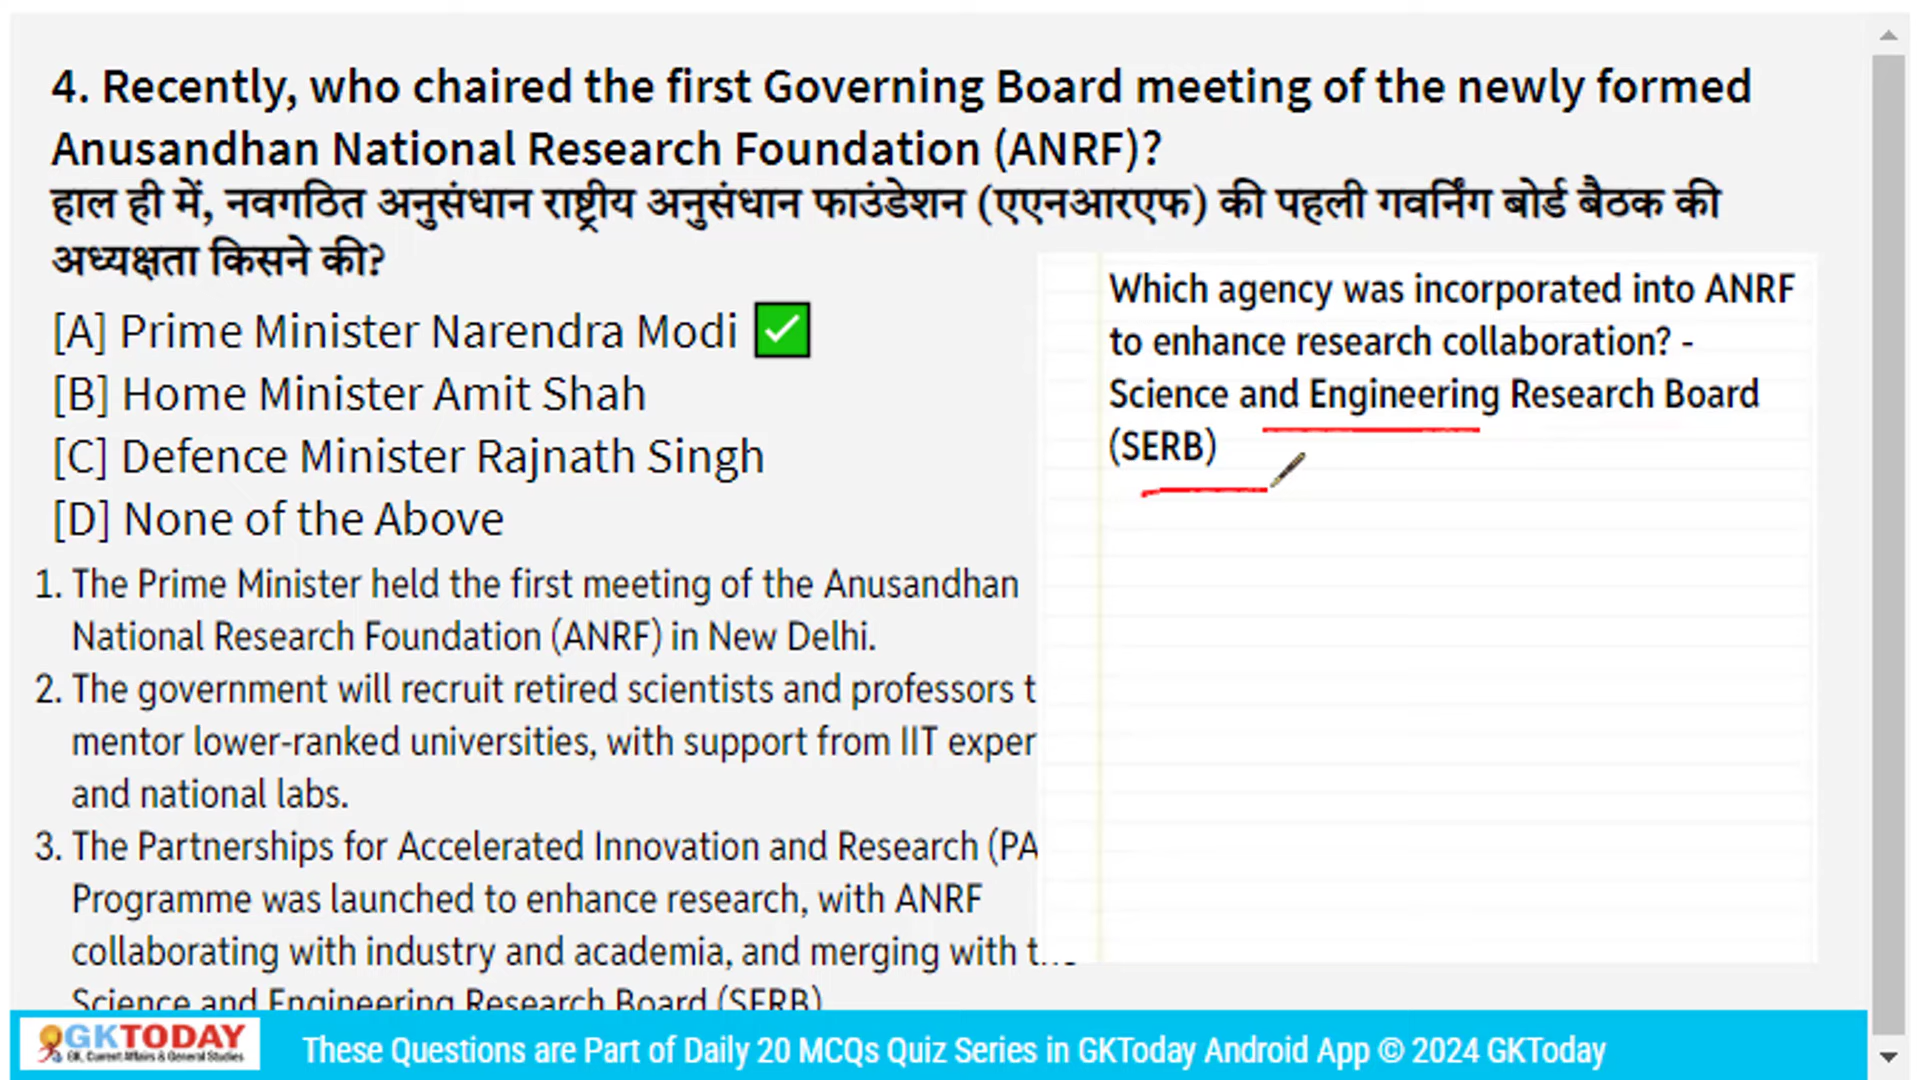 4. Recently, who chaired the first Governing Board meeting of the newly formed
Anusandhan National Research Foundation (ANRF)?
हाल ही में, नवगठित अनुसंधान राष्ट्रीय अनुसंधान फाउंडेशन (एएनआरएफ) की पहली गवर्निंग बोर्ड बैठक की
अध्यक्षता किसने की?
[A] Prime Minister Narendra Modi
[B] Home Minister Amit Shah
[C] Defence Minister Rajnath Singh
[D] None of the Above
1. The Prime Minister held the first meeting of the Anusandhan
National Research Foundation (ANRF) in New Delhi.
2. The government will recruit retired scientists and professors t
mentor lower-ranked universities, with support from IIT exper
and national labs.
3. The Partnerships for Accelerated Innovation and Research (PA
Programme was launched to enhance research, with ANRF
collaborating with industry and academia, and merging with
Science and Engineering Research Board (SERB)
Which agency was incorporated into ANRF
to enhance research collaboration? -
Science and Engineering Research Board
(SERB)
GKTODAY
GK, Current Affairs & General Studies
These Questions are Part of Daily 20 MCQs Quiz Series in GKToday Android App © 2024 GKToday